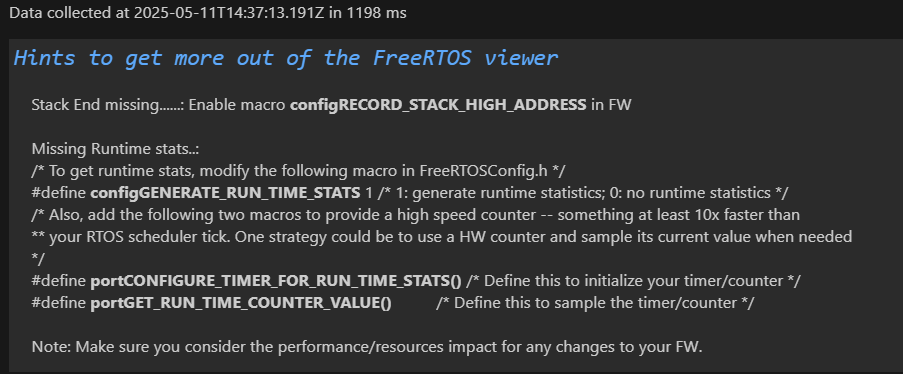 Data collected at 2025-05-11T14:37:13.191Z in 1198 ms
Hints to get more out of the FreeRTOS viewer
Stack End missing......: Enable macro configRECORD_STACK_HIGH_ADDRESS in FW
Missing Runtime stats..:
/* To get runtime stats, modify the following macro in FreeRTOSConfig.h */
#define configGENERATE_RUN_TIME_STATS 1 /* 1: generate runtime statistics; 0: no runtime statistics */
/* Also, add the following two macros to provide a high speed counter -- something at least 10x faster than
** your RTOS scheduler tick. One strategy could be to use a HW counter and sample its current value when needed
*/
#define portCONFIGURE_TIMER_FOR_RUN_TIME_STATS() /* Define this to initialize your timer/counter */
#define portGET_RUN_TIME_COUNTER_VALUE() /* Define this to sample the timer/counter */
Note: Make sure you consider the performance/resources impact for any changes to your FW.